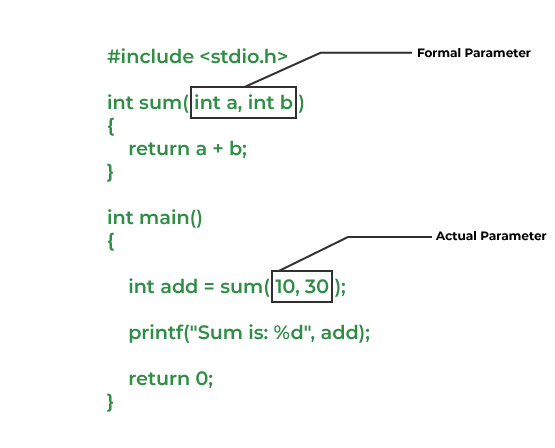 #include <stdio.h>
Formal Parameter
int sum( int a, int b )
{
return a + b;
}
int main()
{
Actual Parameter
int add = sum( 10, 30 );
printf("Sum is: %d", add);
return 0;
}